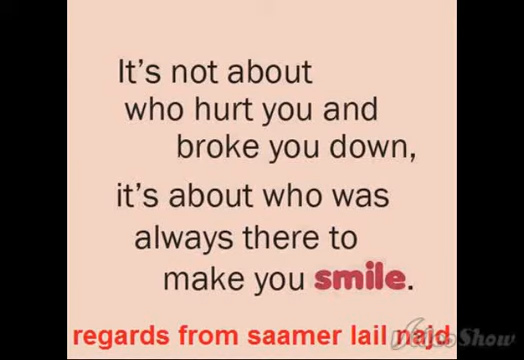 It's not about
who hurt you and
broke you down,
it's about who was
always there to
make you smile.
regards from saamer lail najd
VideoShow